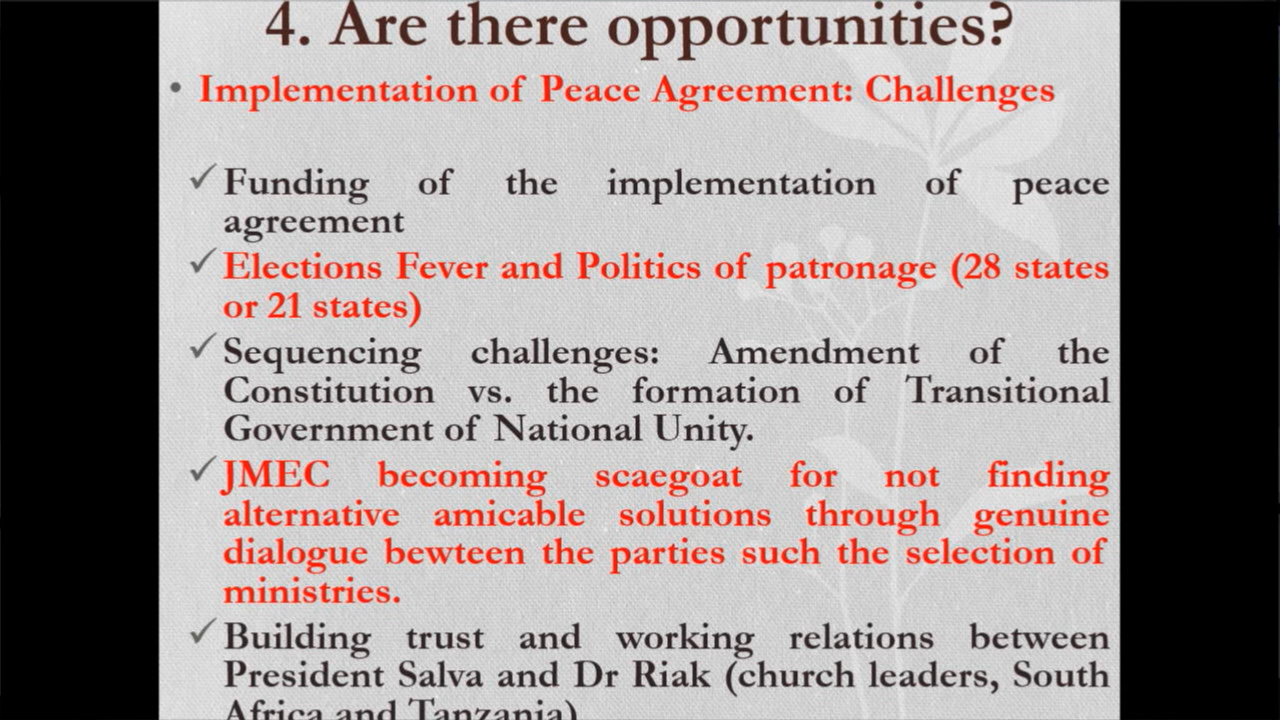 4. Are there opportunities?
• Implementation of Peace Agreement: Challenges
✓ Funding of the implementation of peace
agreement
✓ Elections Fever and Politics of patronage (28 states
or 21 states)
✓ Sequencing challenges: Amendment of the
Constitution vs. the formation of Transitional
Government of National Unity.
✓ JMEC becoming scaegoat for not finding
alternative amicable solutions through genuine
dialogue bewteen the parties such the selection of
ministries.
✓ Building trust and working relations between
President Salva and Dr Riak (church leaders, South
Africa and Tanzania)